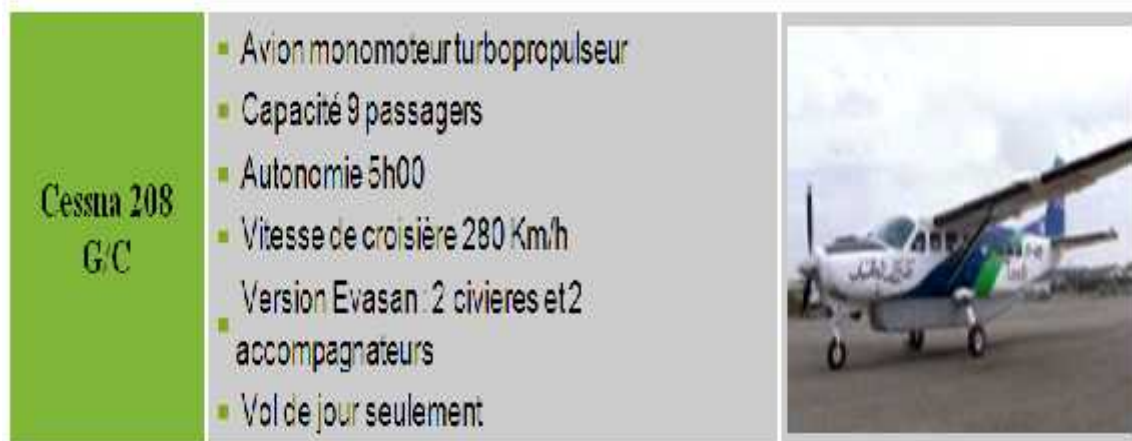 Cessna 208
G/C
Avion monomoteur turbopropulseur
Capacité 9 passagers
Autonomie 5h00
Vitesse de croisière 280 Km/h
Version Evasan : 2 civieres et 2
accompagnateurs
Vol de jour seulement